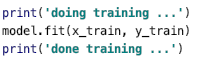 print('doing training ...')
model.fit(x_train, y_train)
print('done training ...')